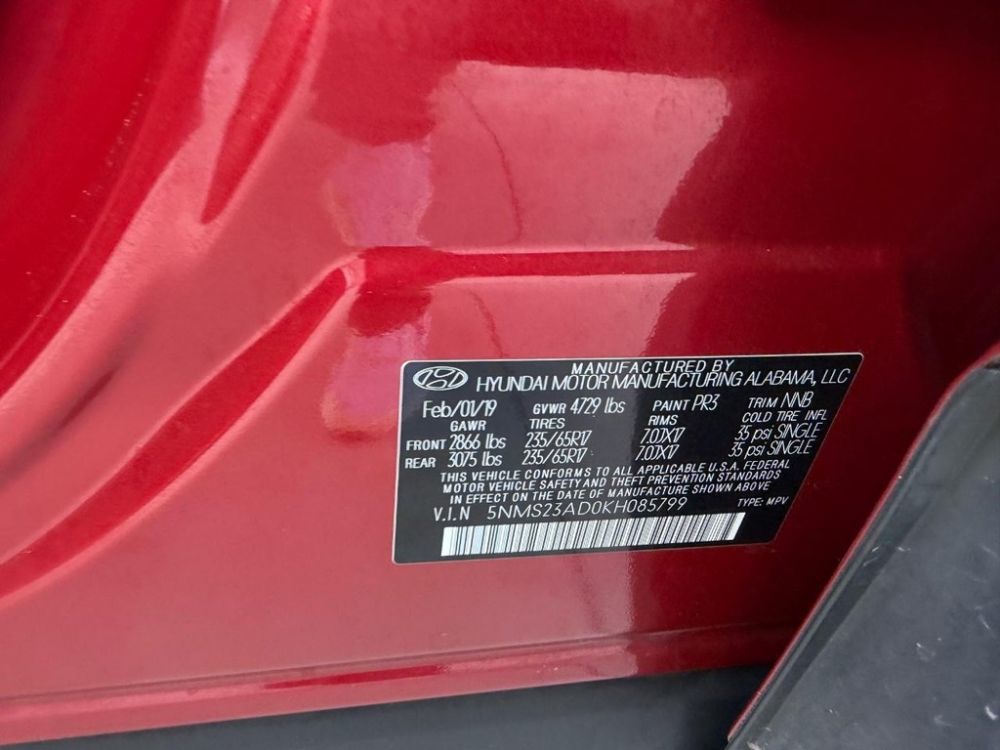 MANUFACTURED BY
HYUNDAI MOTOR MANUFACTURING ALABAMA, LLC
Feb/01/19 GVWR 4729 lbs PAINT PR3 TRIM NNB
GAWR TIRES RIMS COLD TIRE INFL
FRONT 2866 lbs 235/65R17 7.0JX17 35 psi SINGLE
REAR 3075 lbs 235/65R17 7.0JX17 35 psi SINGLE
THIS VEHICLE CONFORMS TO ALL APPLICABLE U.S.A. FEDERAL
MOTOR VEHICLE SAFETY AND THEFT PREVENTION STANDARDS
IN EFFECT ON THE DATE OF MANUFACTURE SHOWN ABOVE
V.I.N 5NMS23AD0KH085799 TYPE: MPV